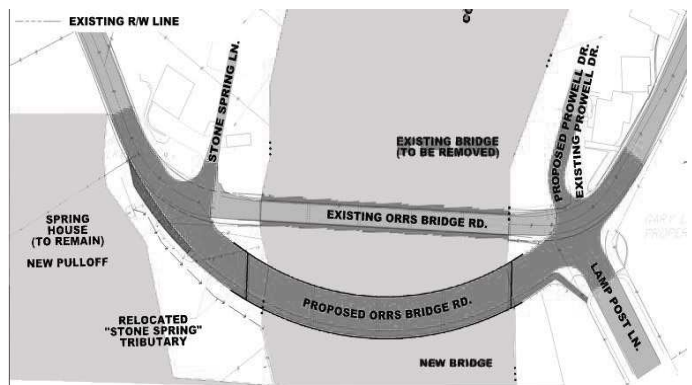 EXISTING R/W LINE
STONE SPRING LN.
EXISTING BRIDGE
(TO BE REMOVED)
PROPOSED PROWELL DR.
EXISTING PROWELL DR.
EXISTING ORRS BRIDGE RD.
SPRING
HOUSE
(TO REMAIN)
NEW PULLOFF
PROPOSED ORRS BRIDGE RD.
LAMP POST LN.
RELOCATED
"STONE SPRING"
TRIBUTARY
NEW BRIDGE